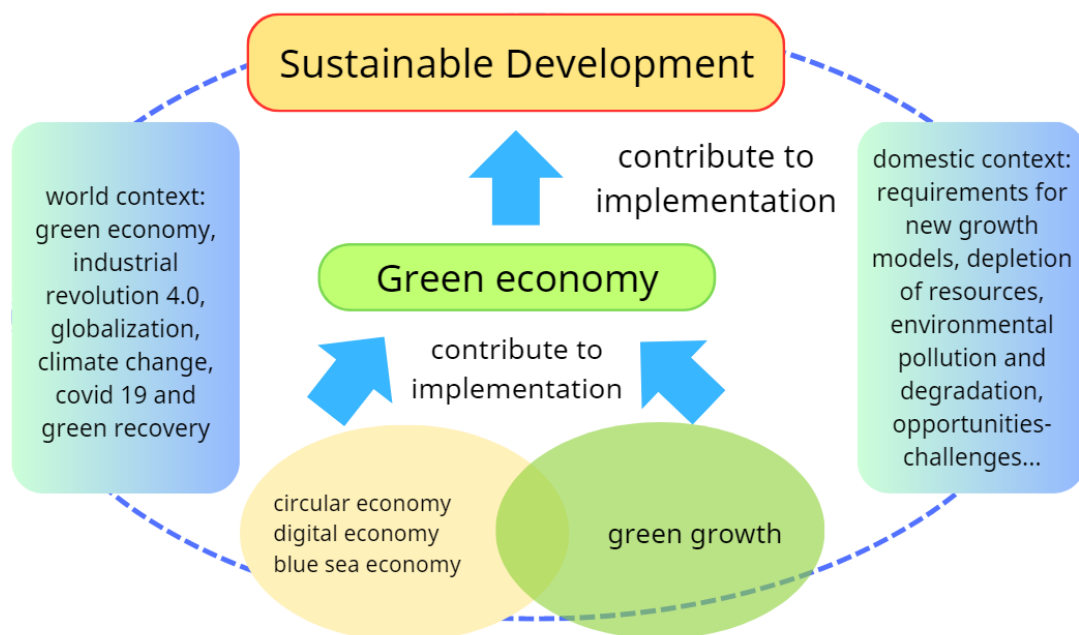 Sustainable Development
contribute to
implementation
world context:
green economy,
industrial
revolution 4.0,
globalization,
climate change,
covid 19 and
green recovery
domestic context:
requirements for
new growth
models, depletion
of resources,
environmental
pollution and
degradation,
opportunities-
challenges...
Green economy
contribute to
implementation
circular economy
digital economy
blue sea economy
green growth